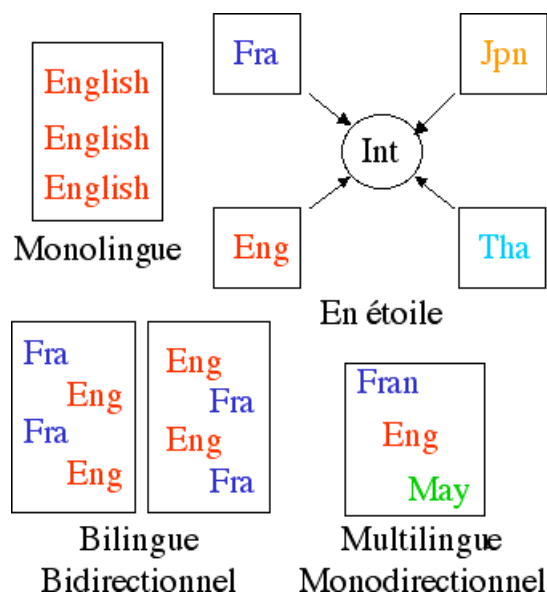 English
English
English
Monolingue
Fra
Jpn
Int
Eng
Tha
En étoile
Fra
Eng
Fra
Eng
Eng
Fra
Eng
Fra
Bilingue
Bidirectionnel
Fran
Eng
May
Multilingue
Monodirectionnel